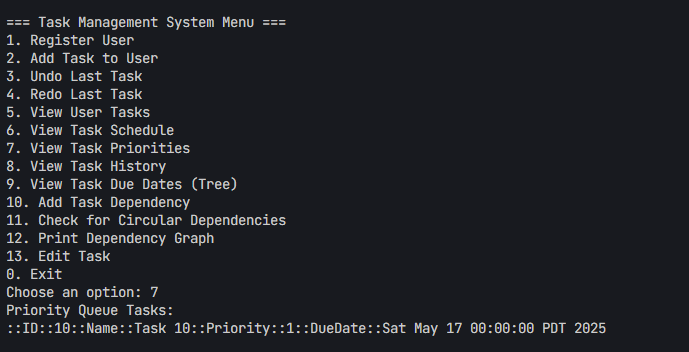 === Task Management System Menu ===
1. Register User
2. Add Task to User
3. Undo Last Task
4. Redo Last Task
5. View User Tasks
6. View Task Schedule
7. View Task Priorities
8. View Task History
9. View Task Due Dates (Tree)
10. Add Task Dependency
11. Check for Circular Dependencies
12. Print Dependency Graph
13. Edit Task
0. Exit
Choose an option: 7
Priority Queue Tasks:
::ID::10::Name::Task 10::Priority::1::DueDate::Sat May 17 00:00:00 PDT 2025